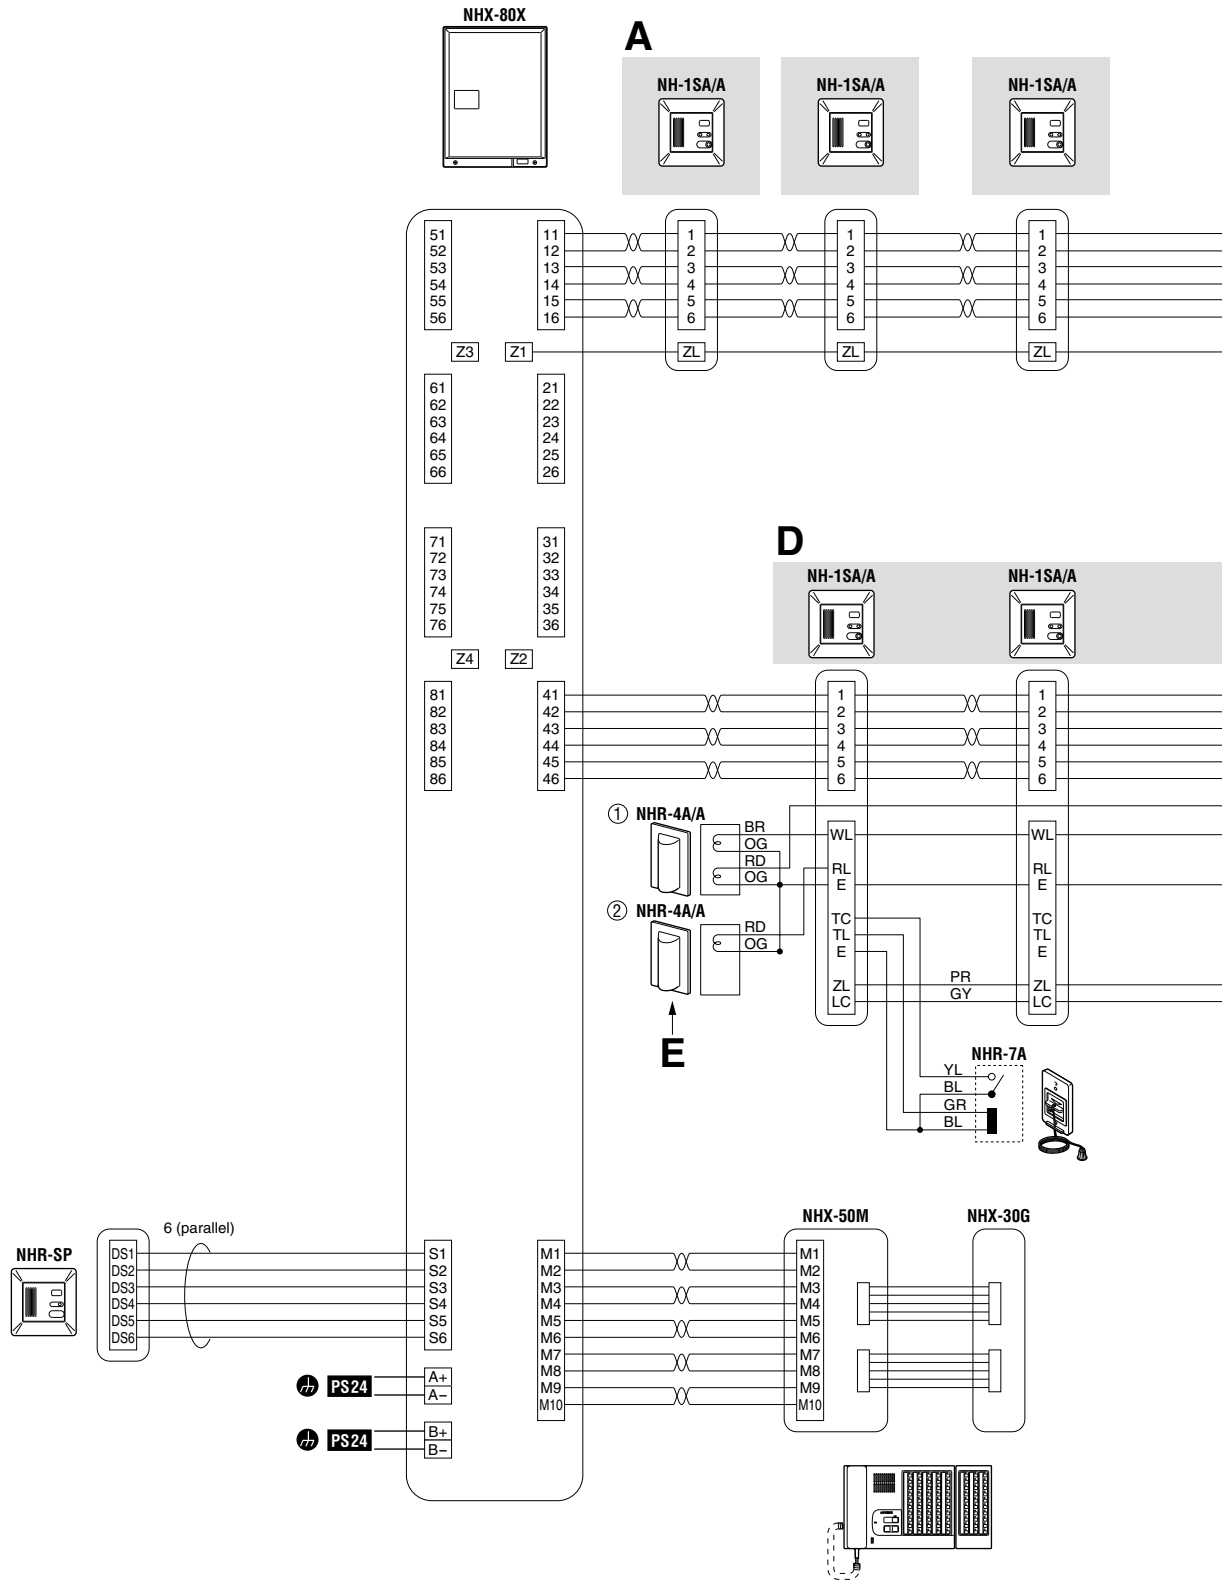 NHX-80X
A
NH-1SA/A NH-1SA/A NH-1SA/A
51 11 1 1 1
52 12 2 2 2
53 13 3 3 3
54 14 4 4 4
55 15 5 5 5
56 16 6 6 6
Z3 Z1 ZL ZL ZL
61 21
62 22
63 23
64 24
65 25
66 26
71 31
72 32
73 33
74 34
75 35
76 36
D
NH-1SA/A NH-1SA/A
Z4 Z2
81 41 1 1
82 42 2 2
83 43 3 3
84 44 4 4
85 45 5 5
86 46 6 6
① NHR-4A/A
BR WL WL
OG
RD RL RL
OG E E
② NHR-4A/A
TC TC
RD TL TL
OG E E
PR ZL ZL
GY LC LC
E
NHR-7A
YL
BL
GR
BL
NHX-50M NHX-30G
6 (parallel)
NHR-SP
DS1 S1 M1 M1
DS2 S2 M2 M2
DS3 S3 M3 M3
DS4 S4 M4 M4
DS5 S5 M5 M5
DS6 S6 M6 M6
M7 M7
M8 M8
M9 M9
M10 M10
PS24 A+
A−
PS24 B+
B−